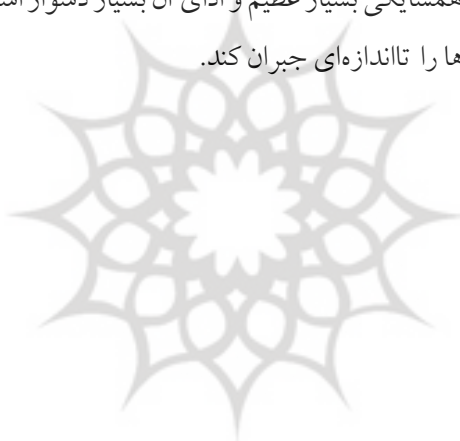 همسایگی بسیار عظیم و ادای آن بسیار دشوار
ها را تااندازه‌ای جبران کند.